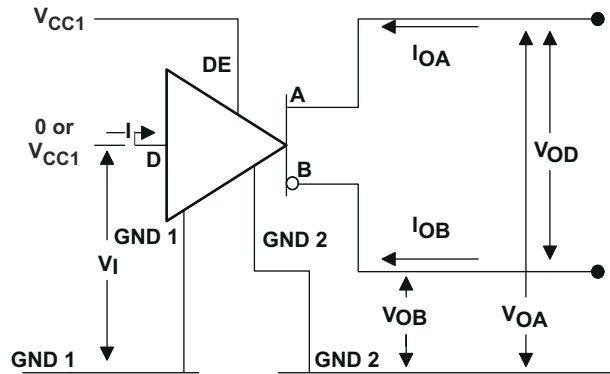 VCC1
DE
IOA
A
0 or
VCC1
I
D
B
VOD
GND 1
GND 2
IOB
VI
VOB
VOA
GND 1
GND 2